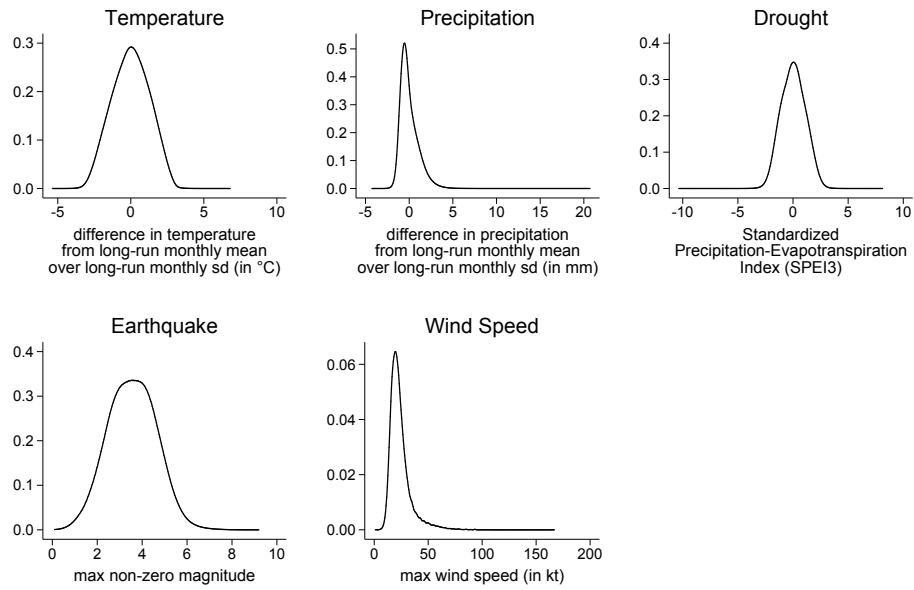 Temperature
0.3
0.2
0.1
0.0
-5 0 5 10
difference in temperature
from long-run monthly mean
over long-run monthly sd (in °C)
Precipitation
0.5
0.4
0.3
0.2
0.1
0.0
-5 0 5 10 15 20
difference in precipitation
from long-run monthly mean
over long-run monthly sd (in mm)
Drought
0.4
0.3
0.2
0.1
0.0
-10 -5 0 5 10
Standardized
Precipitation-Evapotranspiration
Index (SPEI3)
Earthquake
0.4
0.3
0.2
0.1
0.0
0 2 4 6 8 10
max non-zero magnitude
Wind Speed
0.06
0.04
0.02
0.00
0 50 100 150 200
max wind speed (in kt)